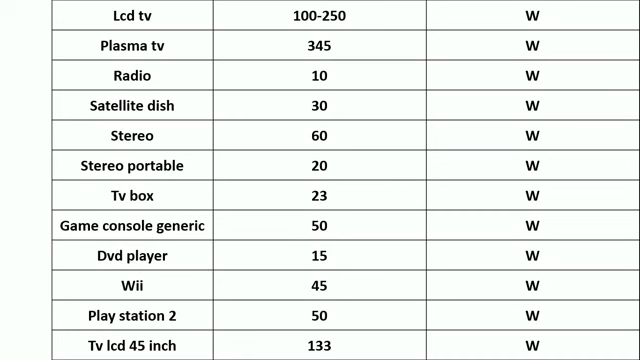 Lcd tv 100-250 W
Plasma tv 345 W
Radio 10 W
Satellite dish 30 W
Stereo 60 W
Stereo portable 20 W
Tv box 23 W
Game console generic 50 W
Dvd player 15 W
Wii 45 W
Play station 2 50 W
Tv lcd 45 inch 133 W